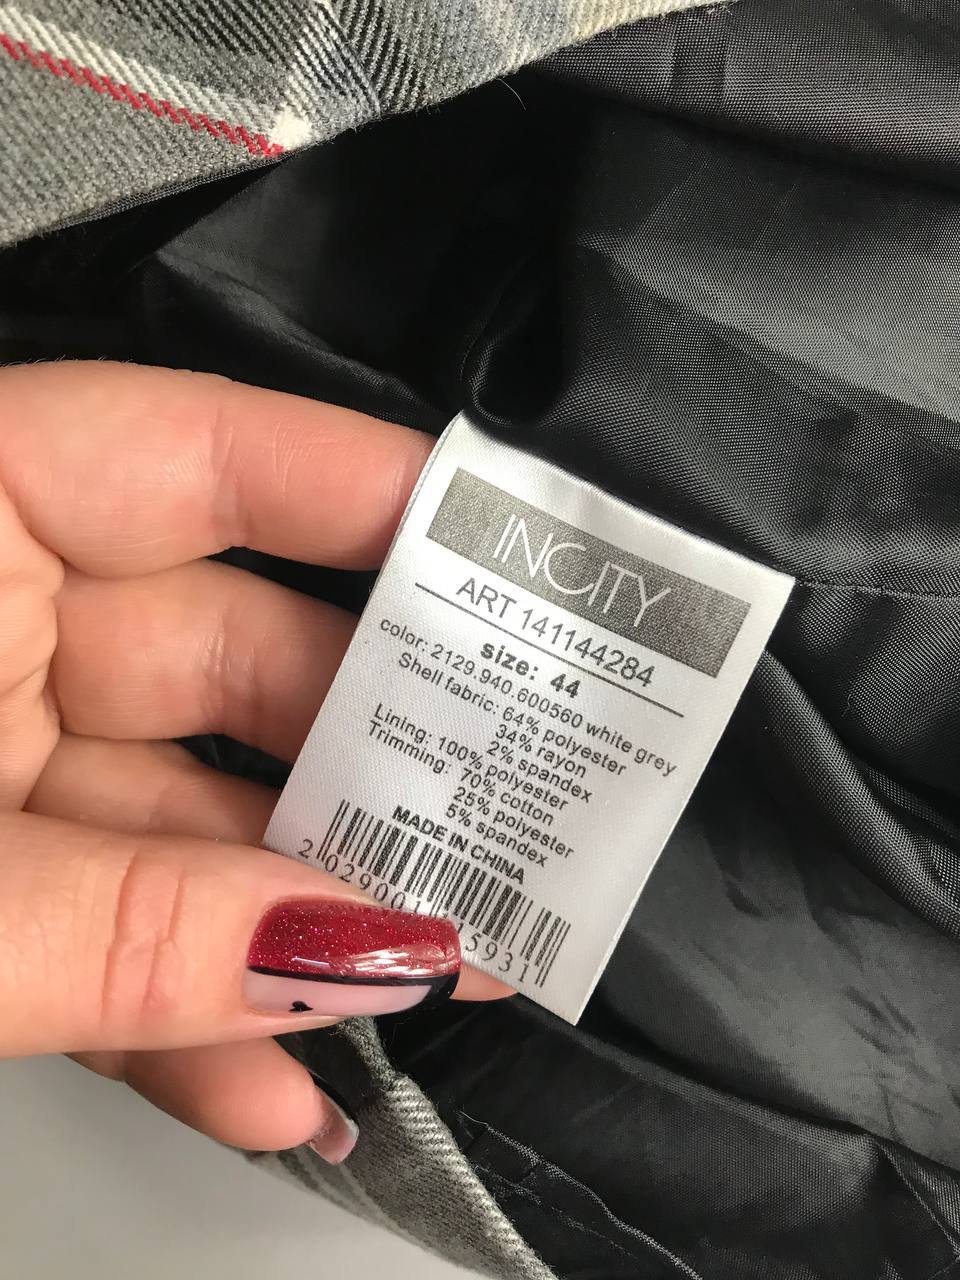 INCITY
ART 141144284
size: 44
color: 2129.940.600560 white grey
Shell fabric: 64% polyester
34% rayon
2% spandex
Lining: 100% polyester
Trimming: 70% cotton
25% polyester
5% spandex
MADE IN CHINA